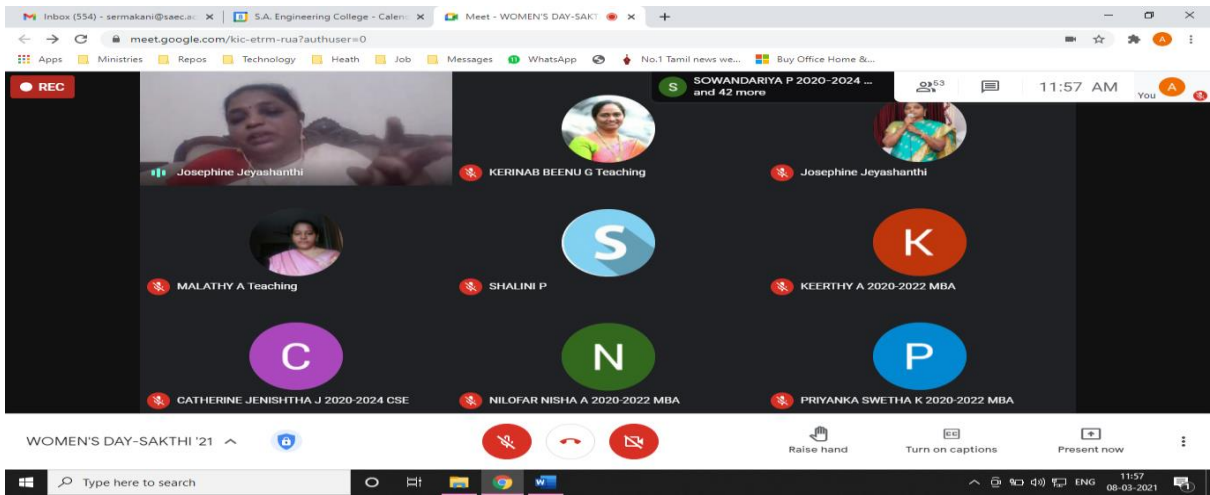 Inbox (554) - sermakani@saec.ac. S.A. Engineering College - Calen Meet - WOMEN'S DAY-SAKT
meet.google.com/kic-etrm-rua?authuser=0
Apps Ministries Repos Technology Heath Job Messages WhatsApp No.1 Tamil news we... Buy Office Home &...
REC S SOWANDARIYA P 2020-2024 ... 53 11:57 AM You A
and 42 more
Josephine Jeyashanthi KERINAB BEENU G Teaching Josephine Jeyashanthi
S K
MALATHY A Teaching SHALINI P KEERTHY A 2020-2022 MBA
C N P
CATHERINE JENISHTHA J 2020-2024 CSE NILOFAR NISHA A 2020-2022 MBA PRIYANKA SWETHA K 2020-2022 MBA
WOMEN'S DAY-SAKTHI '21 Raise hand Turn on captions Present now
Type here to search ENG 11:57
08-03-2021